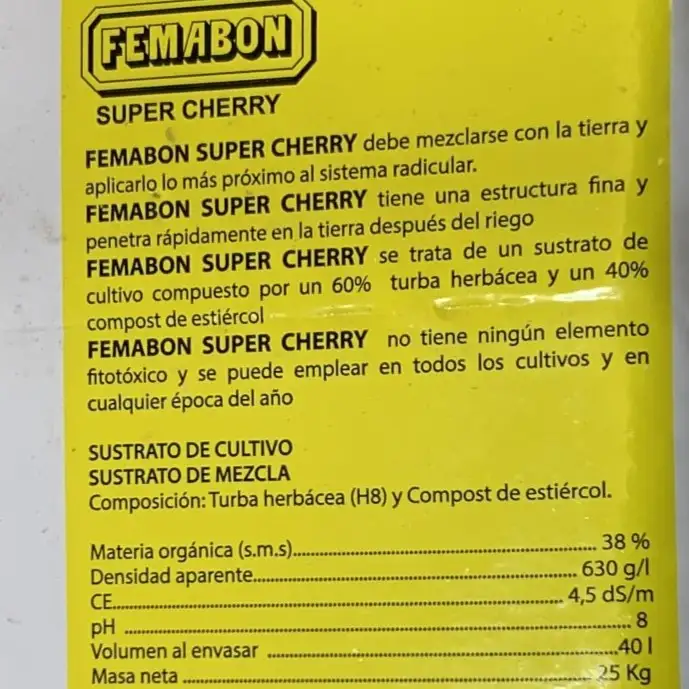 FEMABON
SUPER CHERRY
FEMABON SUPER CHERRY debe mezclarse con la tierra y
aplicarlo lo más próximo al sistema radicular.
FEMABON SUPER CHERRY tiene una estructura fina y
penetra rápidamente en la tierra después del riego
FEMABON SUPER CHERRY se trata de un sustrato de
cultivo compuesto por un 60% turba herbácea y un 40%
compost de estiércol
FEMABON SUPER CHERRY no tiene ningún elemento
fitotóxico y se puede emplear en todos los cultivos y en
cualquier época del año
SUSTRATO DE CULTIVO
SUSTRATO DE MEZCLA
Composición: Turba herbácea (H8) y Compost de estiércol.
Materia orgánica (s.m.s)............ 38 %
Densidad aparente............ 630 g/l
CE............ 4,5 dS/m
pH ............ 8
Volumen al envasar ............40 l
Masa neta ............ 25 Kg